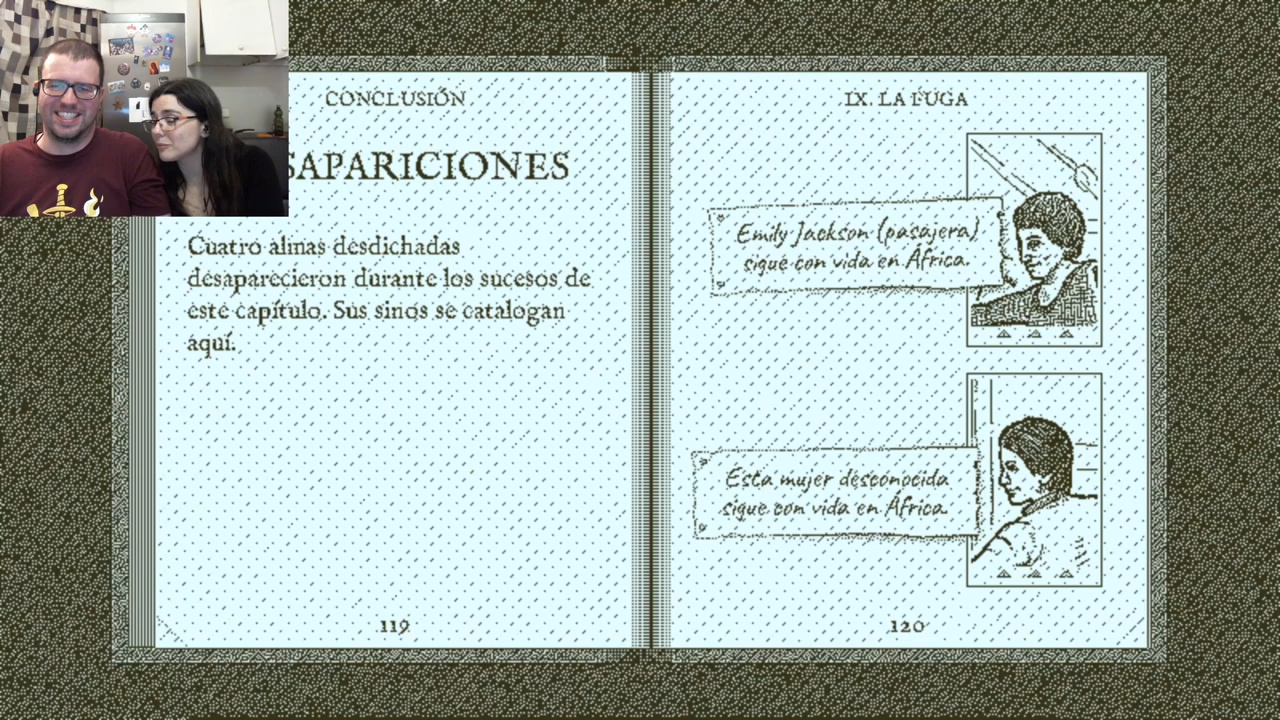 CONCLUSIÓN
SAPARICIONES
Cuatro almas desdichadas
desaparecieron durante los sucesos de
este capítulo. Sus sinos se catalogan
aquí.
119
IX. LA FUGA
Emily Jackson (pasajera)
sigue con vida en África.
Esta mujer desconocida
sigue con vida en África.
120